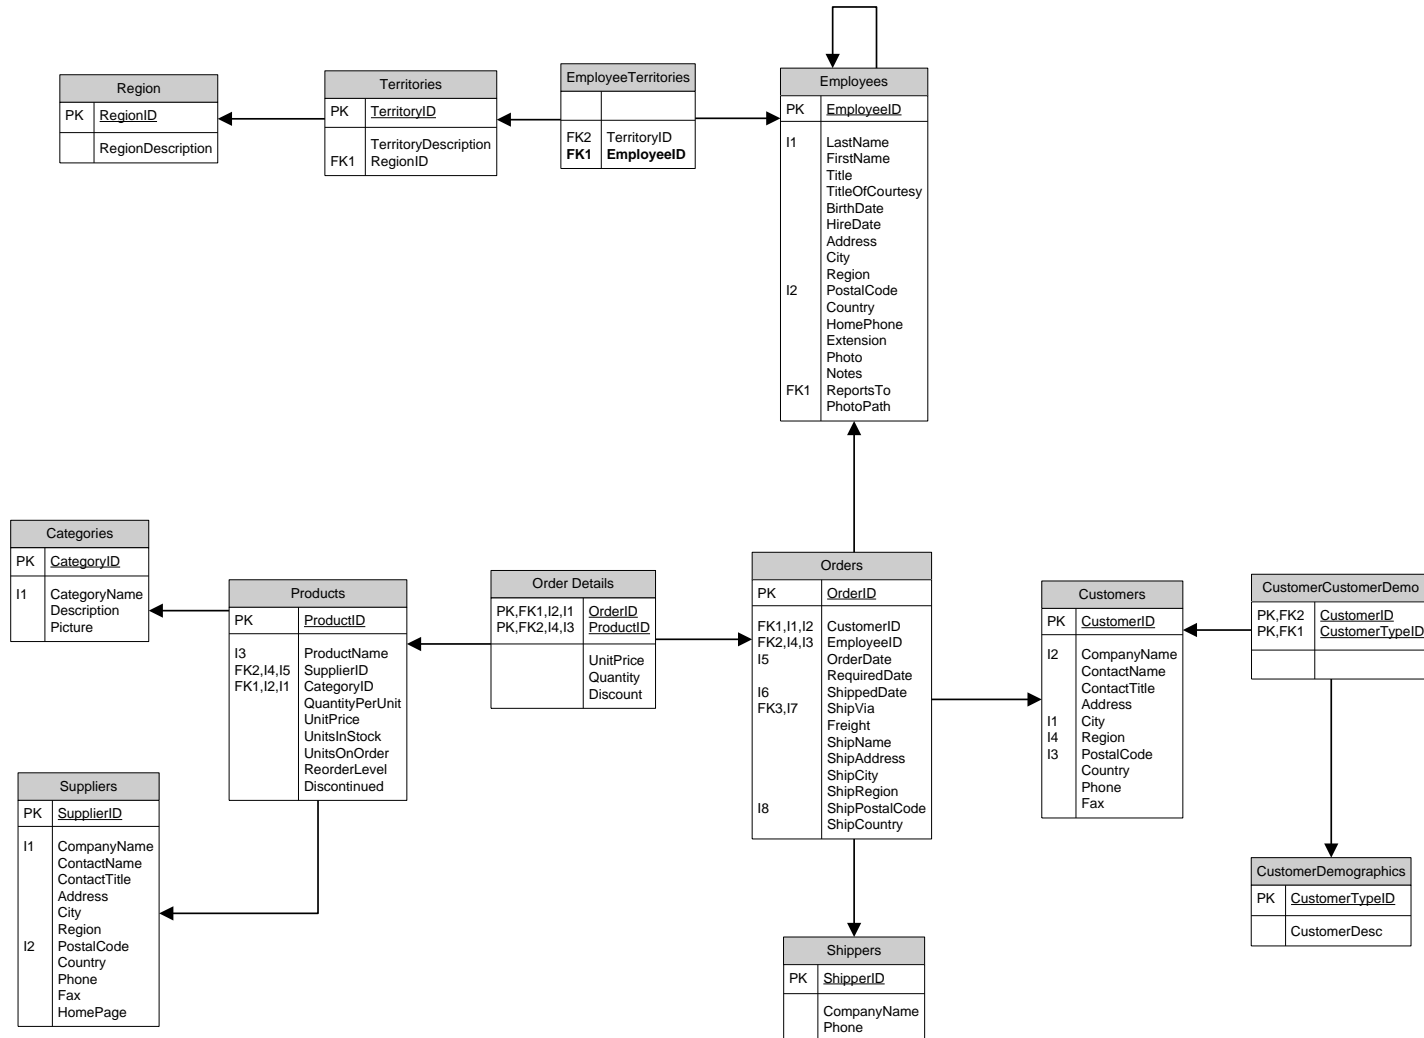 Region
PK RegionID
RegionDescription
Territories
PK TerritoryID
TerritoryDescription
FK1 RegionID
EmployeeTerritories
FK2 TerritoryID
FK1 EmployeeID
Employees
PK EmployeeID
I1 LastName
FirstName
Title
TitleOfCourtesy
BirthDate
HireDate
Address
City
Region
I2 PostalCode
Country
HomePhone
Extension
Photo
Notes
FK1 ReportsTo
PhotoPath
Categories
PK CategoryID
I1 CategoryName
Description
Picture
Products
PK ProductID
I3 ProductName
FK2,I4,I5 SupplierID
FK1,I2,I1 CategoryID
QuantityPerUnit
UnitPrice
UnitsInStock
UnitsOnOrder
ReorderLevel
Discontinued
Order Details
PK,FK1,I2,I1 OrderID
PK,FK2,I4,I3 ProductID
UnitPrice
Quantity
Discount
Orders
PK OrderID
FK1,I1,I2 CustomerID
FK2,I4,I3 EmployeeID
I5 OrderDate
RequiredDate
I6 ShippedDate
FK3,I7 ShipVia
Freight
ShipName
ShipAddress
ShipCity
ShipRegion
I8 ShipPostalCode
ShipCountry
Customers
PK CustomerID
I2 CompanyName
ContactName
ContactTitle
Address
I1 City
I4 Region
I3 PostalCode
Country
Phone
Fax
CustomerCustomerDemo
PK,FK2 CustomerID
PK,FK1 CustomerTypeID
Suppliers
PK SupplierID
I1 CompanyName
ContactName
ContactTitle
Address
City
Region
I2 PostalCode
Country
Phone
Fax
HomePage
Shippers
PK ShipperID
CompanyName
Phone
CustomerDemographics
PK CustomerTypeID
CustomerDesc